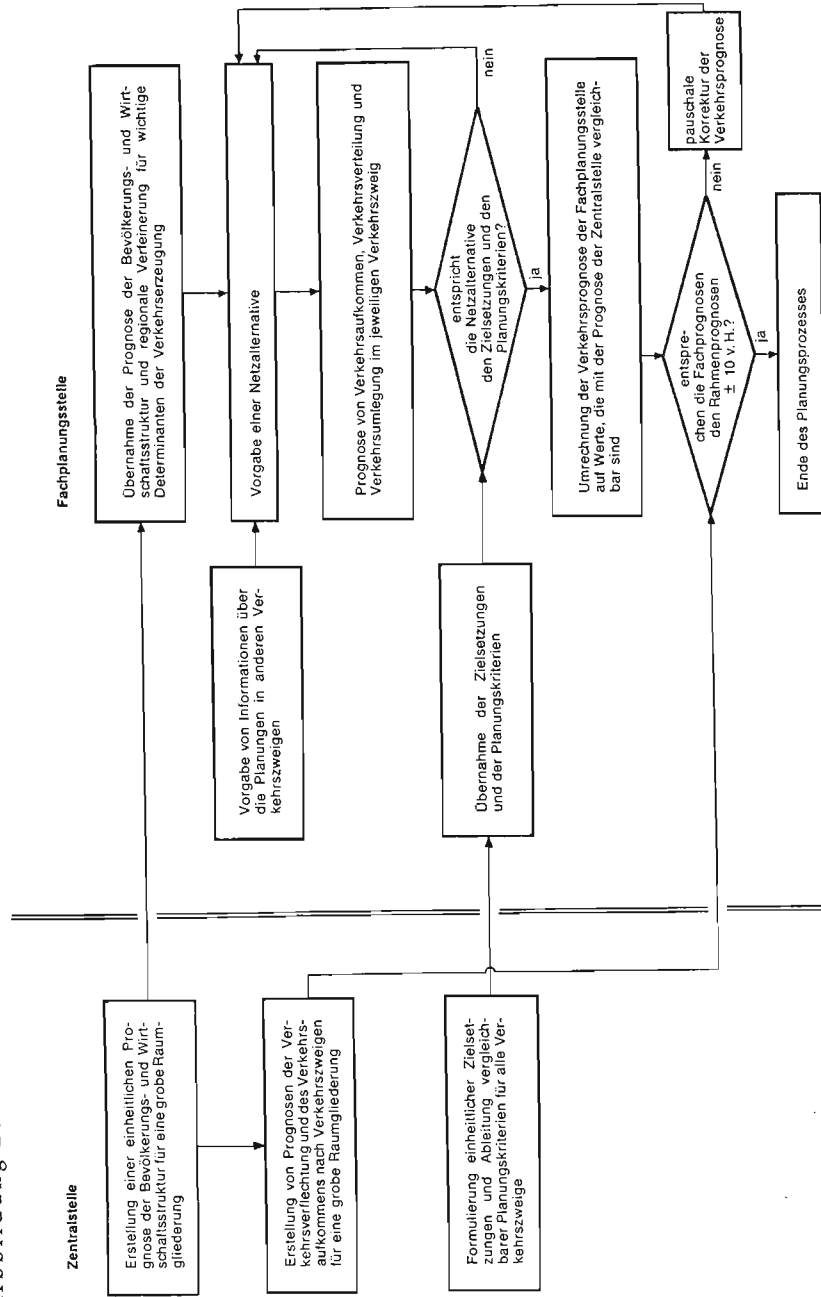 Zentralstelle
Erstellung einer einheitlichen Pro-
gnose der Bevölkerungs- und Wirt-
schaftsstruktur für eine grobe Raum-
gliederung
Erstellung von Prognosen der Ver-
kehrsverflechtung und des Verkehrs-
aufkommens nach Verkehrszweigen
für eine grobe Raumgliederung
Formulierung einheitlicher Zielset-
zungen und Ableitung vergleich-
barer Planungskriterien für alle Ver-
kehrszweige
Fachplanungsstelle
Übernahme der Prognose der Bevölkerungs- und Wirt-
schaftsstruktur und regionale Verfeinerung für wichtige
Determinanten der Verkehrserzeugung
Vorgabe von Informationen über
die Planungen in anderen Ver-
kehrszweigen
Vorgabe einer Netzalternative
Prognose von Verkehrsaufkommen, Verkehrsverteilung und
Verkehrsumlegung im jeweiligen Verkehrszweig
Übernahme der Zielsetzungen
und der Planungskriterien
entspricht
die Netzalternative
den Zielsetzungen und den
Planungskriterien?
nein
ja
Umrechnung der Verkehrsprognose der Fachplanungsstelle
auf Werte, die mit der Prognose der Zentralstelle vergleich-
bar sind
entspre-
chen die Fachprognosen
den Rahmenprognosen
± 10 v. H.?
nein
pauschale
Korrektur der
Verkehrsprognose
ja
Ende des Planungsprozesses